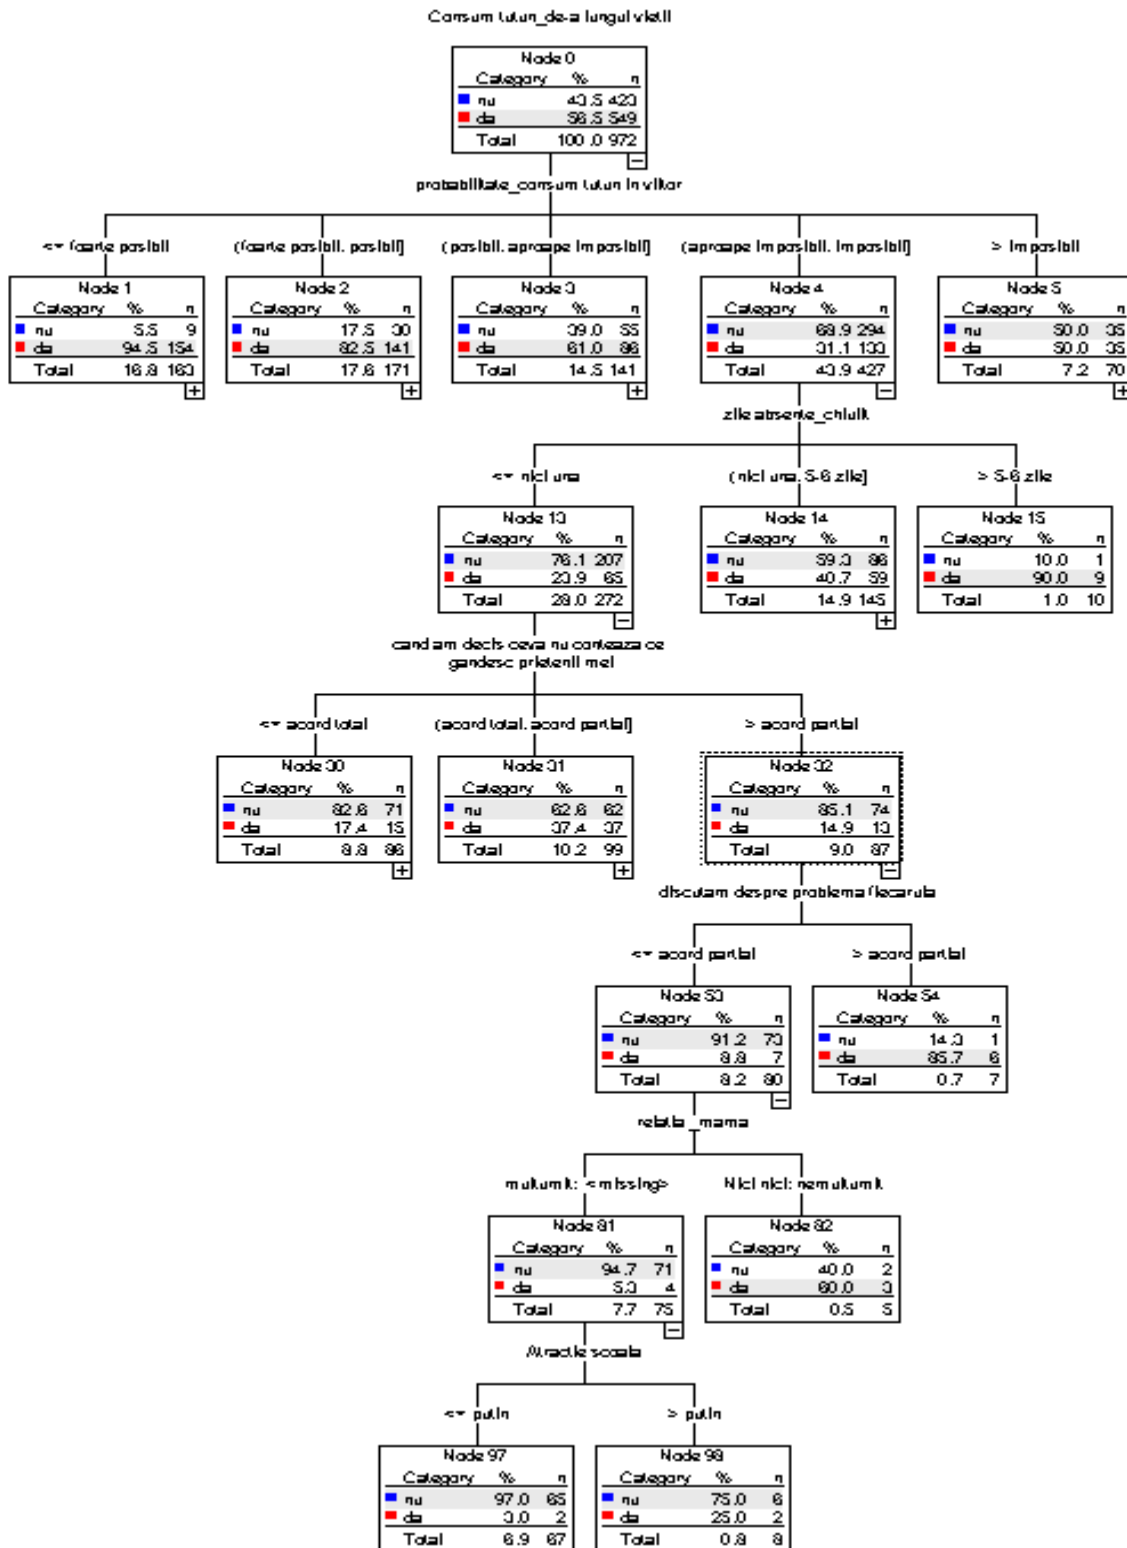 Consum tutun_de-a lungul vietii
Node 0
Category % n
nu 43.5 423
da 56.5 549
Total 100.0 972
probabilitate_consum tutun in viitor
<= foarte posibil
(foarte posibil, posibil]
(posibil, aproape imposibil]
(aproape imposibil, imposibil]
> imposibil
Node 1
Category % n
nu 5.5 9
da 94.5 154
Total 16.8 163
Node 2
Category % n
nu 17.5 30
da 82.5 141
Total 17.6 171
Node 3
Category % n
nu 39.0 55
da 61.0 86
Total 14.5 141
Node 4
Category % n
nu 68.9 294
da 31.1 133
Total 43.9 427
Node 5
Category % n
nu 50.0 35
da 50.0 35
Total 7.2 70
zile absente_chiulit
<= nici una
(nici una, 5-6 zile]
> 5-6 zile
Node 13
Category % n
nu 76.1 207
da 23.9 65
Total 28.0 272
Node 14
Category % n
nu 59.3 86
da 40.7 59
Total 14.9 145
Node 15
Category % n
nu 10.0 1
da 90.0 9
Total 1.0 10
cand am decis ceva nu conteaza ce
gandesc prietenii mei
<= acord total
(acord total, acord partial]
> acord partial
Node 30
Category % n
nu 82.6 71
da 17.4 15
Total 8.8 86
Node 31
Category % n
nu 62.6 62
da 37.4 37
Total 10.2 99
Node 32
Category % n
nu 85.1 74
da 14.9 13
Total 9.0 87
discutam despre problema fiecaruia
<= acord partial
> acord partial
Node 53
Category % n
nu 91.2 73
da 8.8 7
Total 8.2 80
Node 54
Category % n
nu 14.3 1
da 85.7 6
Total 0.7 7
relatia_mama
multumit; <missing>
Nici nici; nemultumit
Node 81
Category % n
nu 94.7 71
da 5.3 4
Total 7.7 75
Node 82
Category % n
nu 40.0 2
da 60.0 3
Total 0.5 5
Atractie scoala
<= putin
> putin
Node 97
Category % n
nu 97.0 65
da 3.0 2
Total 6.9 67
Node 98
Category % n
nu 75.0 6
da 25.0 2
Total 0.8 8